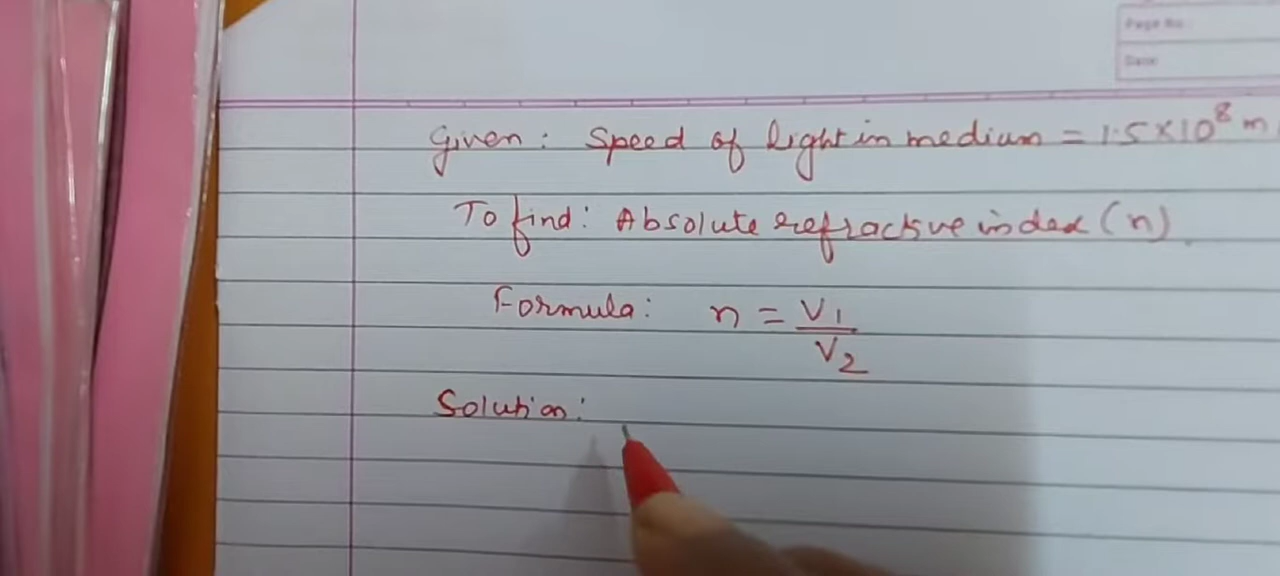 Page No.
Date
Given: Speed of light in medium = 1.5×10⁸ m
To find: Absolute refractive index (n)
Formula: n = V₁/V₂
Solution: